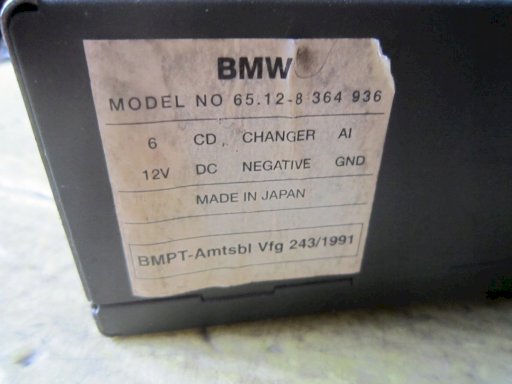 BMW
MODEL NO 65.12-8 364 936
6 CD, CHANGER AI
12V DC NEGATIVE GND
MADE IN JAPAN
BMPT-Amtsbl Vfg 243/1991